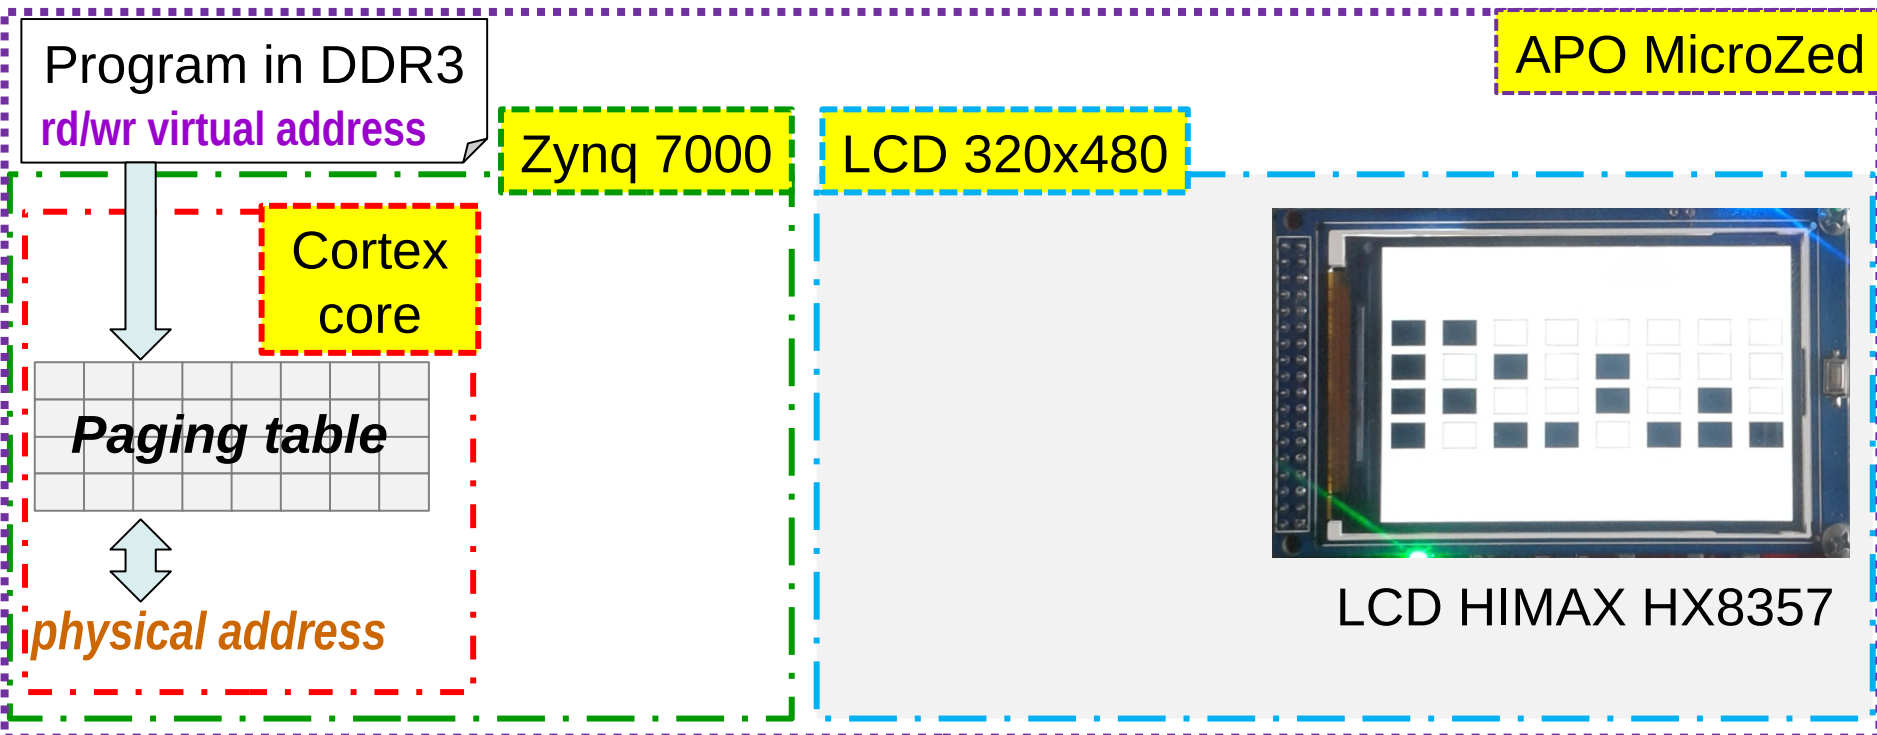 Program in DDR3
rd/wr virtual address
APO MicroZed
Zynq 7000
LCD 320x480
Cortex
core
Paging table
physical address
LCD HIMAX HX8357